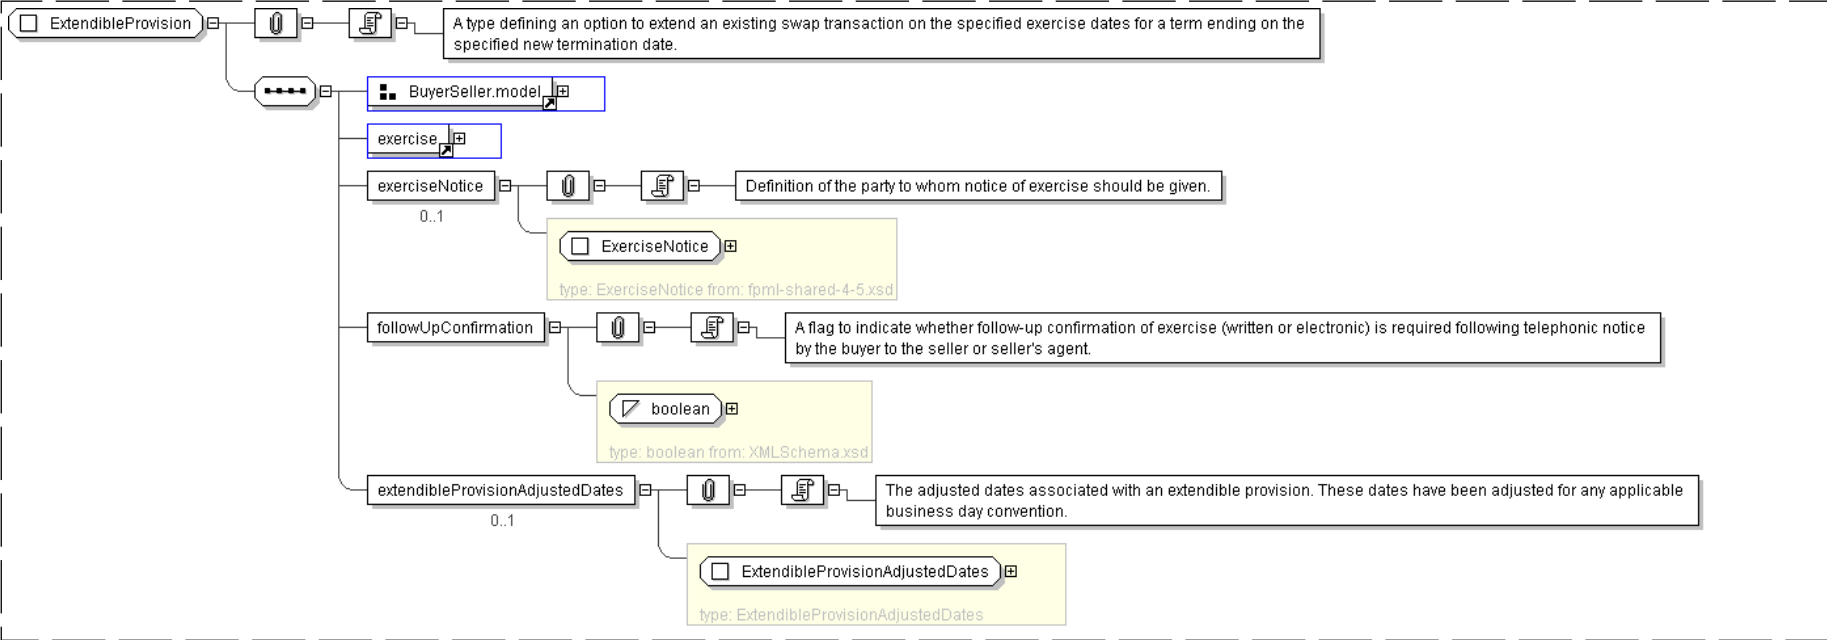 ExtendibleProvision
A type defining an option to extend an existing swap transaction on the specified exercise dates for a term ending on the
specified new termination date.
BuyerSeller.model
exercise
exerciseNotice
0..1
Definition of the party to whom notice of exercise should be given.
ExerciseNotice
type: ExerciseNotice from: fpml-shared-4-5.xsd
followUpConfirmation
A flag to indicate whether follow-up confirmation of exercise (written or electronic) is required following telephonic notice
by the buyer to the seller or seller's agent.
boolean
type: boolean from: XMLSchema.xsd
extendibleProvisionAdjustedDates
0..1
The adjusted dates associated with an extendible provision. These dates have been adjusted for any applicable
business day convention.
ExtendibleProvisionAdjustedDates
type: ExtendibleProvisionAdjustedDates